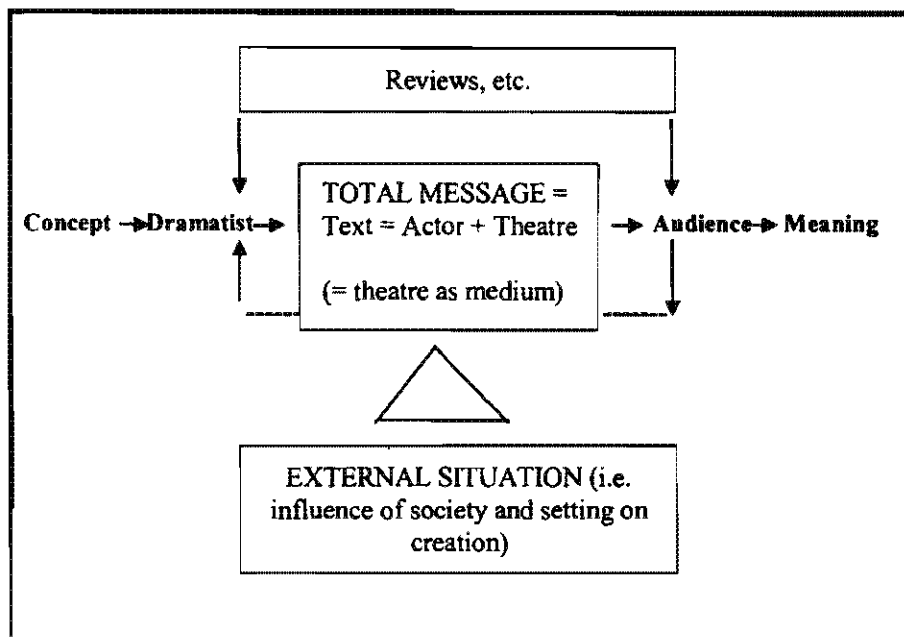 Reviews, etc.
TOTAL MESSAGE =
Text = Actor + Theatre
(= theatre as medium)
Concept
Dramatist
Audience
Meaning
EXTERNAL SITUATION (i.e.
influence of society and setting on
creation)